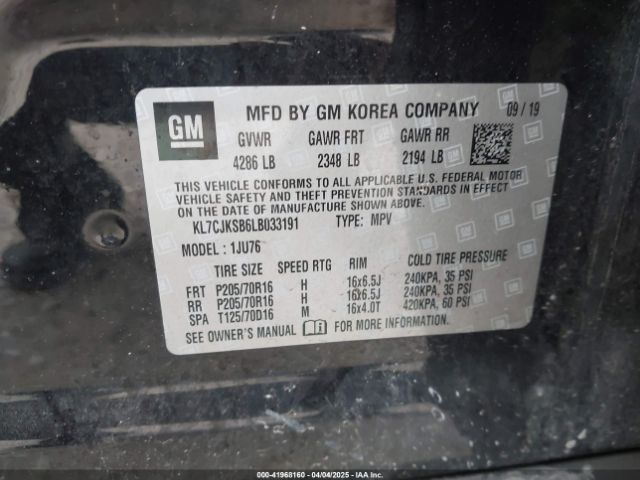 GM
MFD BY GM KOREA COMPANY 09/19
GVWR GAWR FRT GAWR RR
4286 LB 2348 LB 2194 LB
THIS VEHICLE CONFORMS TO ALL APPLICABLE U.S. FEDERAL MOTOR
VEHICLE SAFETY AND THEFT PREVENTION STANDARDS IN EFFECT
ON THE DATE OF MANUFACTURE SHOWN ABOVE.
KL7CJKSB6LB033191 TYPE: MPV
MODEL: 1JU76
TIRE SIZE SPEED RTG RIM COLD TIRE PRESSURE
FRT P205/70R16 H 16x6.5J 240KPA, 35 PSI
RR P205/70R16 H 16x6.5J 240KPA, 35 PSI
SPA T125/70D16 M 16x4.0T 420KPA, 60 PSI
SEE OWNER'S MANUAL FOR MORE INFORMATION.
000-41968160 - 04/04/2025 - IAAI.COM